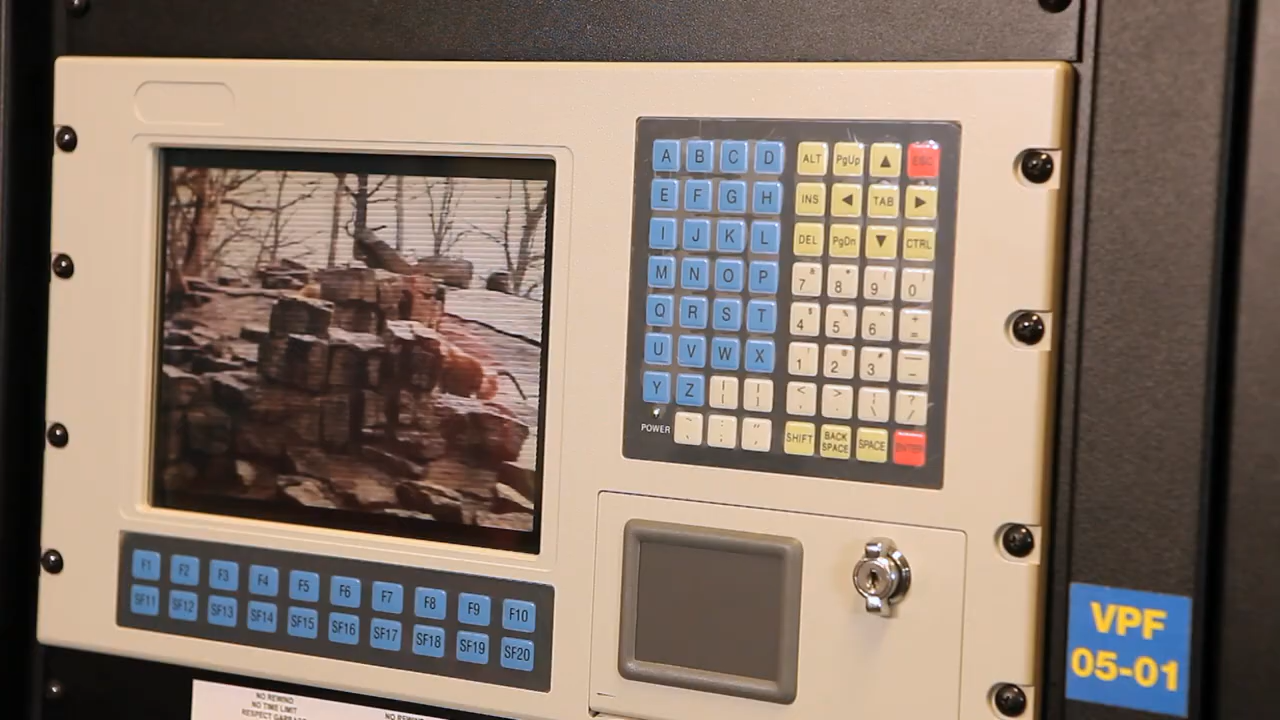 A B C D ALT PgUp ▲ ESC
E F G H INS ◀ TAB ▶
I J K L DEL PgDn ▼ CTRL
M N O P 7 8 9 0
Q R S T 4 5 6 + =
U V W X 1 2 3
Y Z
POWER SHIFT BACK SPACE SPACE ENTER
F1 F2 F3 F4 F5 F6 F7 F8 F9 F10
SF11 SF12 SF13 SF14 SF15 SF16 SF17 SF18 SF19 SF20
VPF
05-01
NO REWIND
NO TIME LIMIT
RESPECT
NO